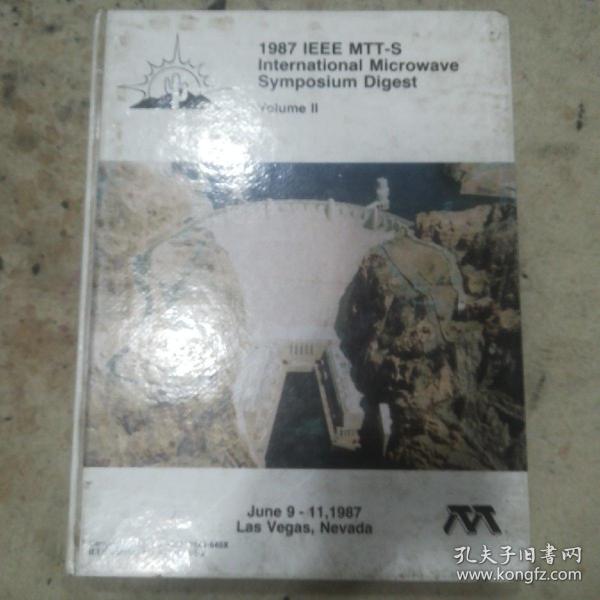 1987 IEEE MTT-S
International Microwave
Symposium Digest
Volume II
June 9 - 11, 1987
Las Vegas, Nevada
孔夫子旧书网
www.kongfz.com